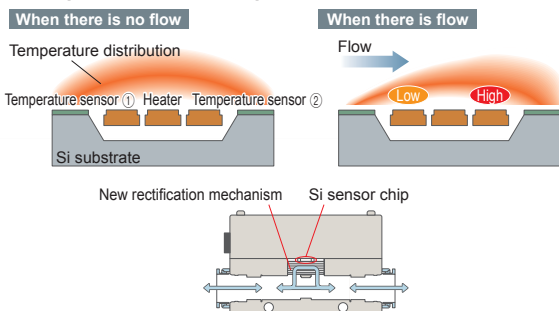 When there is no flow
When there is flow
Temperature distribution
Flow
Temperature sensor ① Heater Temperature sensor ②
Low
High
Si substrate
New rectification mechanism
Si sensor chip